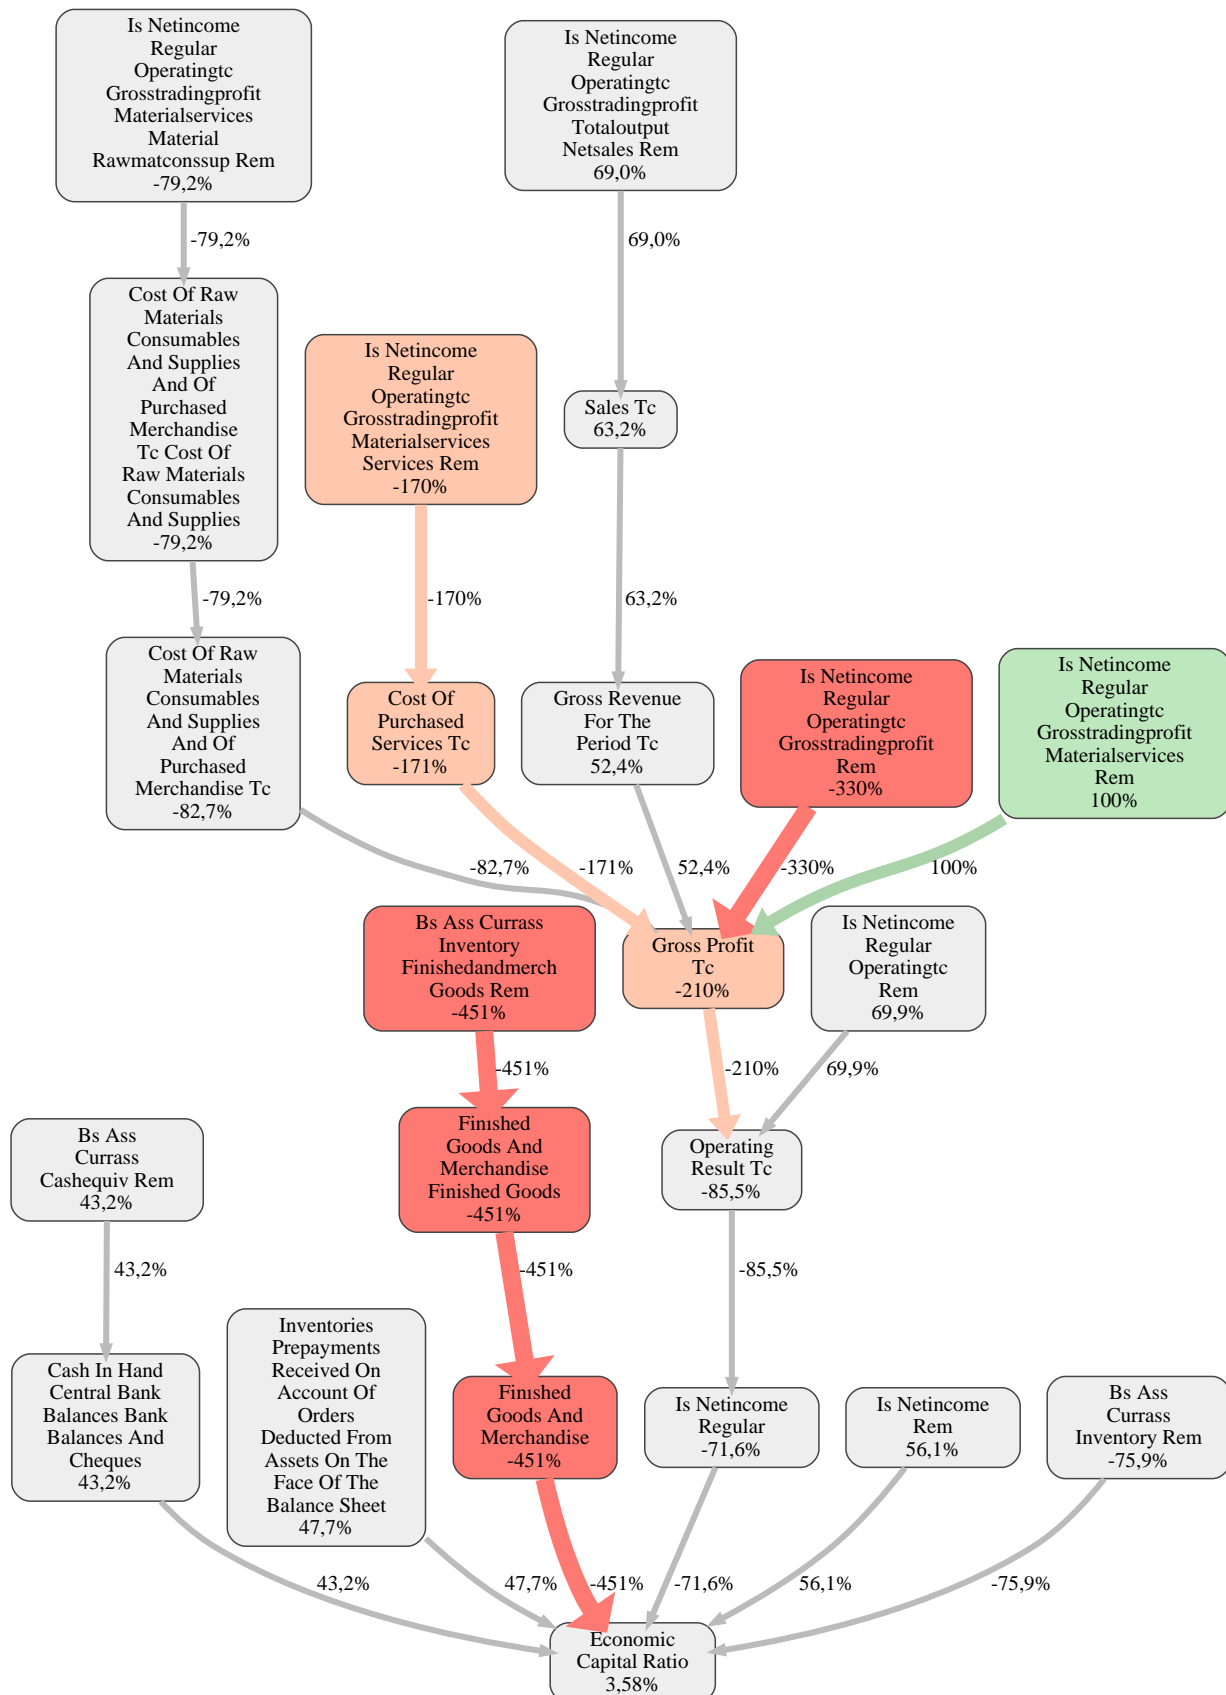 Is Netincome
Regular
Operatingtc
Grosstradingprofit
Materialservices
Material
Rawmatconssup Rem
-79,2%
Is Netincome
Regular
Operatingtc
Grosstradingprofit
Totaloutput
Netsales Rem
69,0%
-79,2%
69,0%
Cost Of Raw
Materials
Consumables
And Supplies
And Of
Purchased
Merchandise
Tc Cost Of
Raw Materials
Consumables
And Supplies
-79,2%
Is Netincome
Regular
Operatingtc
Grosstradingprofit
Materialservices
Services Rem
-170%
Sales Tc
63,2%
-79,2%
-170%
63,2%
Cost Of Raw
Materials
Consumables
And Supplies
And Of
Purchased
Merchandise Tc
-82,7%
Cost Of
Purchased
Services Tc
-171%
Gross Revenue
For The
Period Tc
52,4%
Is Netincome
Regular
Operatingtc
Grosstradingprofit
Rem
-330%
Is Netincome
Regular
Operatingtc
Grosstradingprofit
Materialservices
Rem
100%
-82,7%
-171%
52,4%
-330%
100%
Bs Ass Currass
Inventory
Finishedandmerch
Goods Rem
-451%
Gross Profit
Tc
-210%
Is Netincome
Regular
Operatingtc
Rem
69,9%
-451%
-210%
69,9%
Bs Ass
Currass
Cashequiv Rem
43,2%
Finished
Goods And
Merchandise
Finished Goods
-451%
Operating
Result Tc
-85,5%
43,2%
-451%
-85,5%
Cash In Hand
Central Bank
Balances Bank
Balances And
Cheques
43,2%
Inventories
Prepayments
Received On
Account Of
Orders
Deducted From
Assets On The
Face Of The
Balance Sheet
47,7%
Finished
Goods And
Merchandise
-451%
Is Netincome
Regular
-71,6%
Is Netincome
Rem
56,1%
Bs Ass
Currass
Inventory Rem
-75,9%
43,2%
47,7%
-451%
-71,6%
56,1%
-75,9%
Economic
Capital Ratio
3,58%